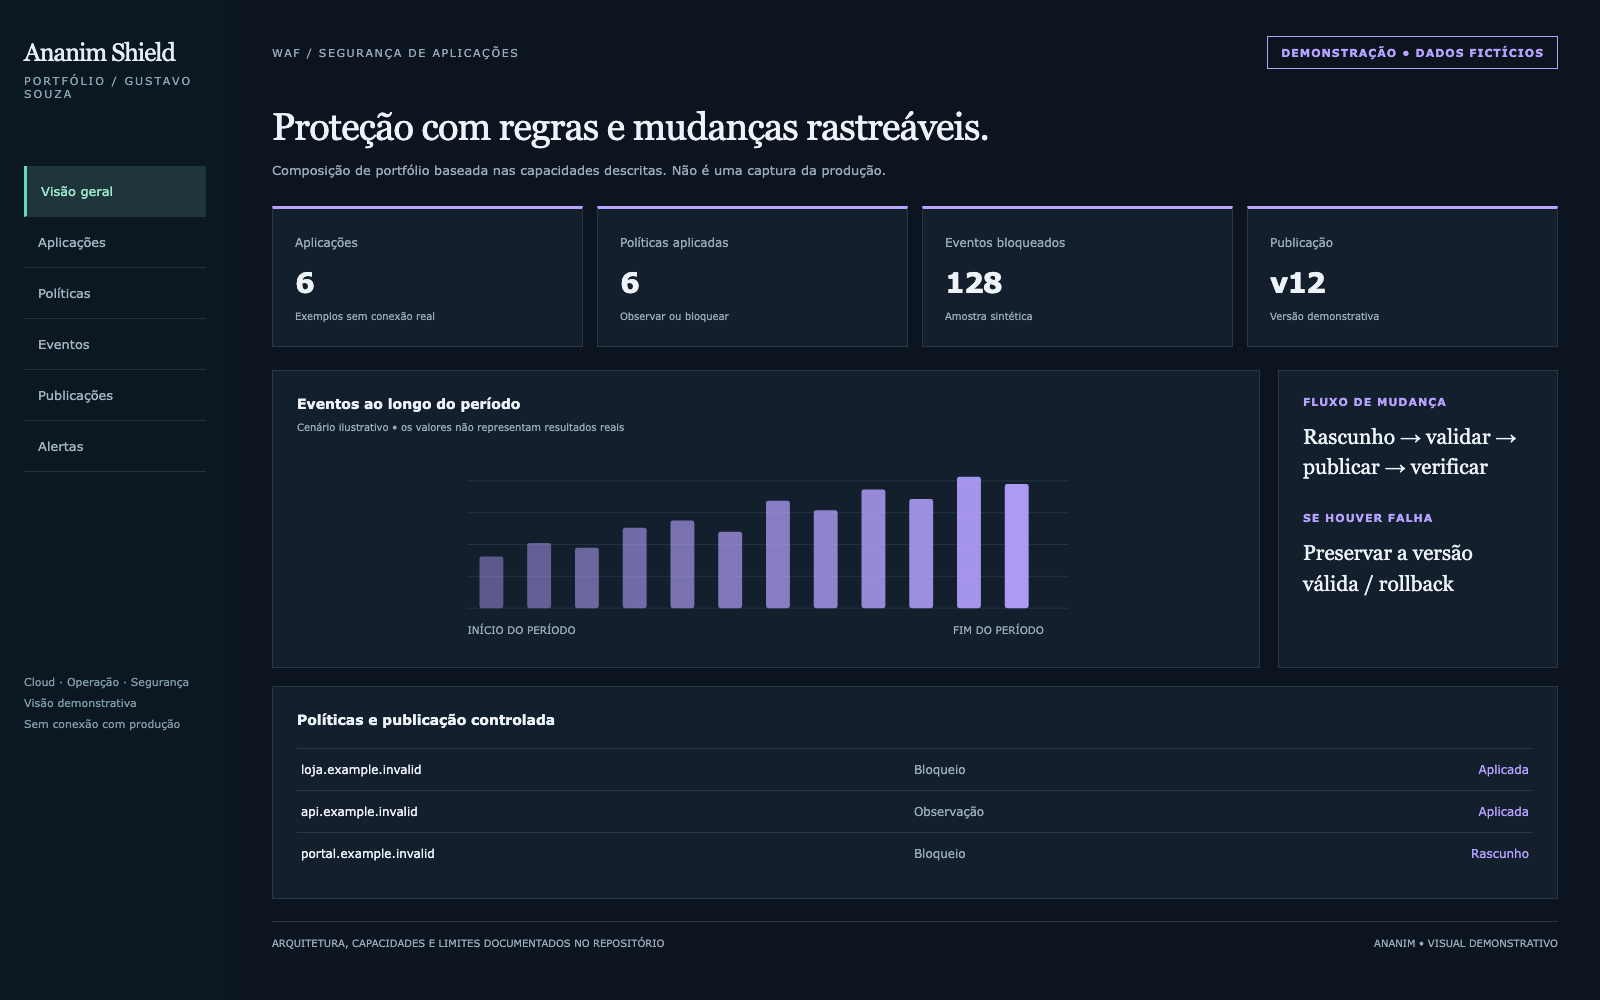 Ananim Shield
PORTFÓLIO / GUSTAVO
SOUZA
Visão geral
Aplicações
Políticas
Eventos
Publicações
Alertas
Cloud · Operação · Segurança
Visão demonstrativa
Sem conexão com produção
WAF / SEGURANÇA DE APLICAÇÕES
DEMONSTRAÇÃO • DADOS FICTÍCIOS
Proteção com regras e mudanças rastreáveis.
Composição de portfólio baseada nas capacidades descritas. Não é uma captura da produção.
Aplicações
6
Exemplos sem conexão real
Políticas aplicadas
6
Observar ou bloquear
Eventos bloqueados
128
Amostra sintética
Publicação
v12
Versão demonstrativa
Eventos ao longo do período
Cenário ilustrativo • os valores não representam resultados reais
INÍCIO DO PERÍODO
FIM DO PERÍODO
FLUXO DE MUDANÇA
Rascunho → validar →
publicar → verificar
SE HOUVER FALHA
Preservar a versão
válida / rollback
Políticas e publicação controlada
loja.example.invalid Bloqueio Aplicada
api.example.invalid Observação Aplicada
portal.example.invalid Bloqueio Rascunho
ARQUITETURA, CAPACIDADES E LIMITES DOCUMENTADOS NO REPOSITÓRIO
ANANIM • VISUAL DEMONSTRATIVO